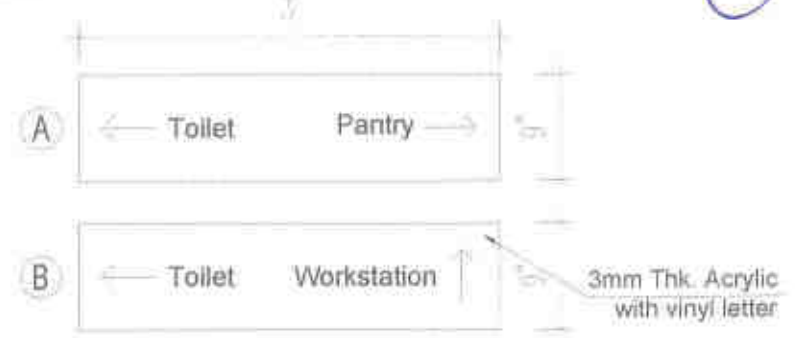 A
Toilet Pantry
B
Toilet Workstation
3mm Thk. Acrylic
with vinyl letter